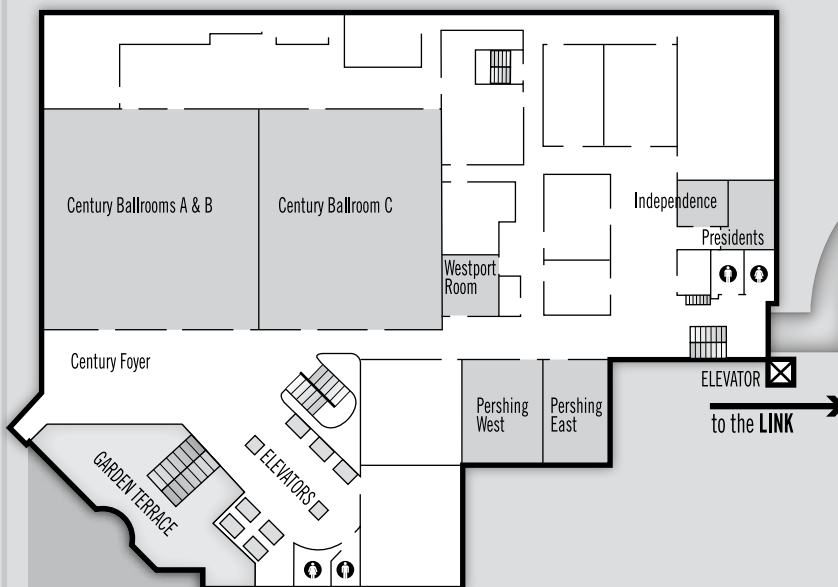 Century Ballrooms A & B
Century Ballroom C
Independence
Presidents
Westport
Room
Century Foyer
Pershing
West
Pershing
East
ELEVATOR
to the LINK
GARDEN TERRACE
ELEVATORS